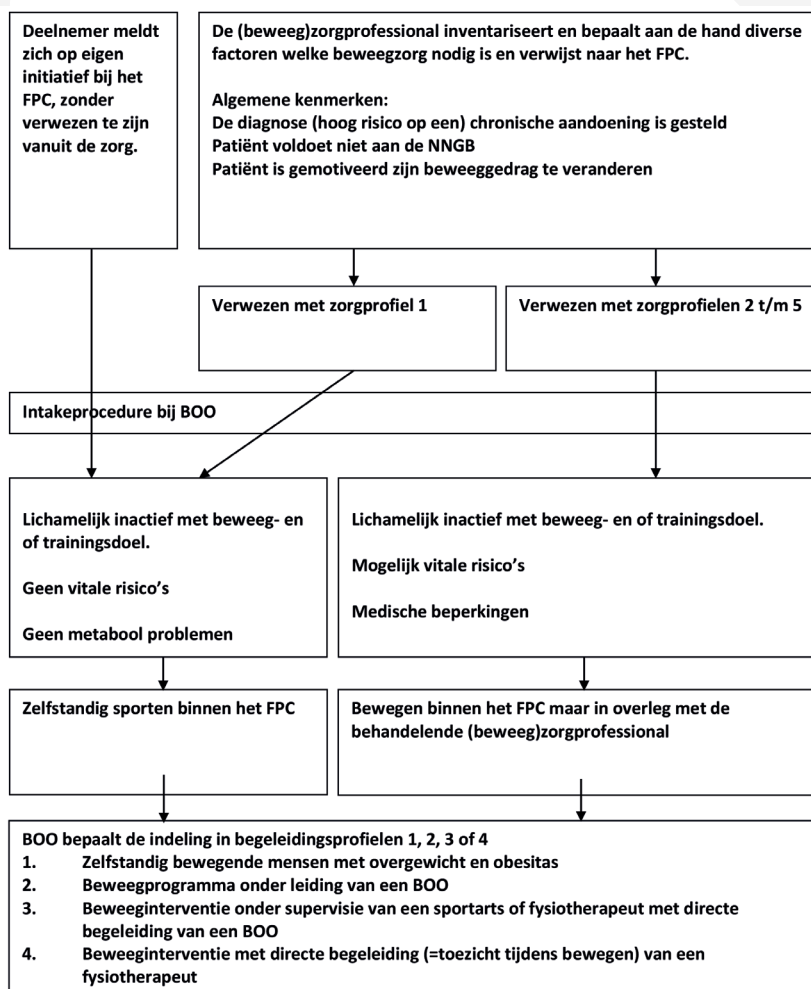 Deelnemer meldt
zich op eigen
initiatief bij het
FPC, zonder
verwezen te zijn
vanuit de zorg.
De (beweeg)zorgprofessional inventariseert en bepaalt aan de hand diverse
factoren welke beweegzorg nodig is en verwijst naar het FPC.
Algemene kenmerken:
De diagnose (hoog risico op een) chronische aandoening is gesteld
Patiënt voldoet niet aan de NNGB
Patiënt is gemotiveerd zijn beweeggedrag te veranderen
Verwezen met zorgprofiel 1
Verwezen met zorgprofielen 2 t/m 5
Intakeprocedure bij BOO
Lichamelijk inactief met beweeg- en
of trainingsdoel.
Geen vitale risico’s
Geen metabool problemen
Lichamelijk inactief met beweeg- en of trainingsdoel.
Mogelijk vitale risico’s
Medische beperkingen
Zelfstandig sporten binnen het FPC
Bewegen binnen het FPC maar in overleg met de
behandelende (beweeg)zorgprofessional
BOO bepaalt de indeling in begeleidingsprofielen 1, 2, 3 of 4
1. Zelfstandig bewegende mensen met overgewicht en obesitas
2. Beweegprogramma onder leiding van een BOO
3. Beweeginterventie onder supervisie van een sportarts of fysiotherapeut met directe
begeleiding van een BOO
4. Beweeginterventie met directe begeleiding (=toezicht tijdens bewegen) van een
fysiotherapeut